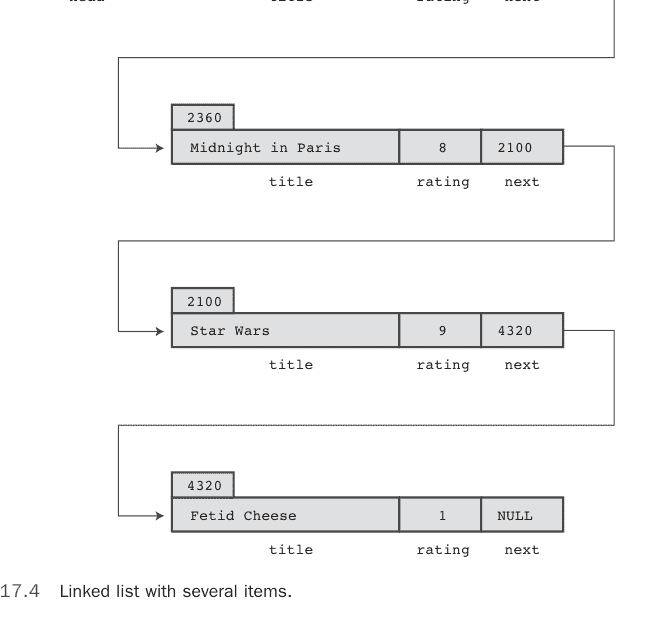 2360
Midnight in Paris 8 2100
title rating next
2100
Star Wars 9 4320
title rating next
4320
Fetid Cheese 1 NULL
title rating next
17.4 Linked list with several items.